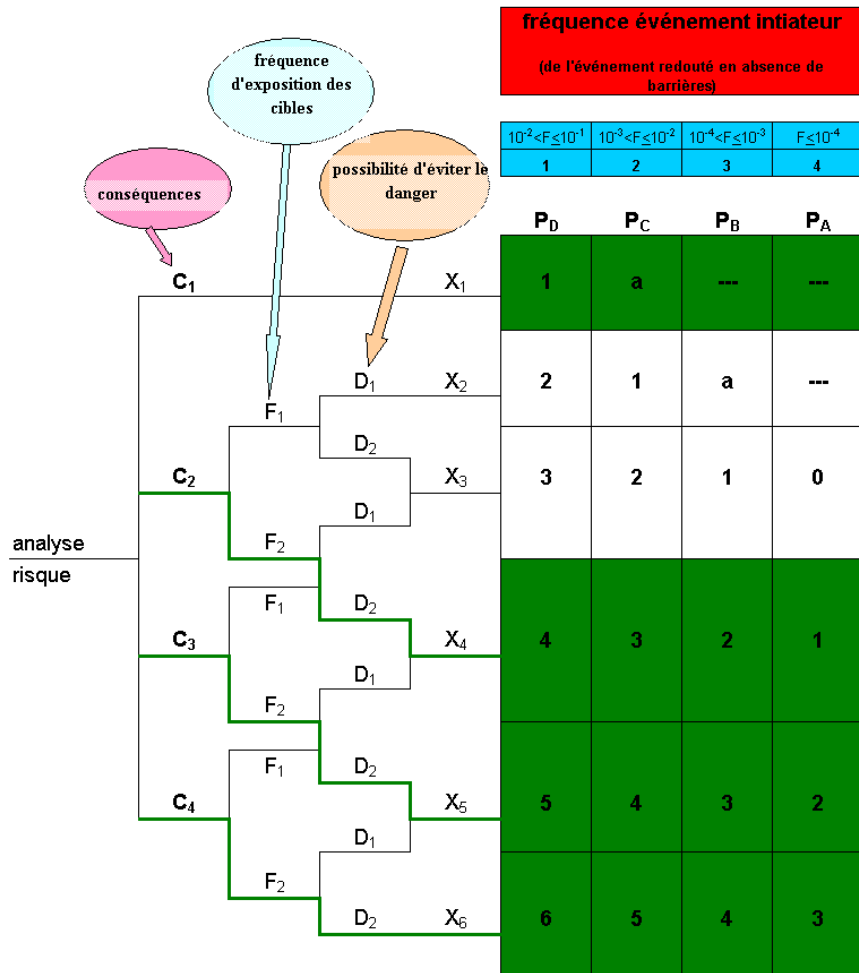 fréquence événement intiateur
(de l'événement redouté en absence de
barrières)
fréquence
d'exposition des
cibles
10-2<F≤10-1 10-3<F≤10-2 10-4<F≤10-3 F≤10-4
1 2 3 4
possibilité d'éviter le
danger
conséquences
PD PC PB PA
C1 X1 1 a --- ---
D1 X2 2 1 a ---
F1
D2
C2 X3 3 2 1 0
D1
analyse
F2
risque
F1 D2
C3 X4 4 3 2 1
D1
F2
F1 D2
C4 X5 5 4 3 2
D1
F2
D2 X6 6 5 4 3